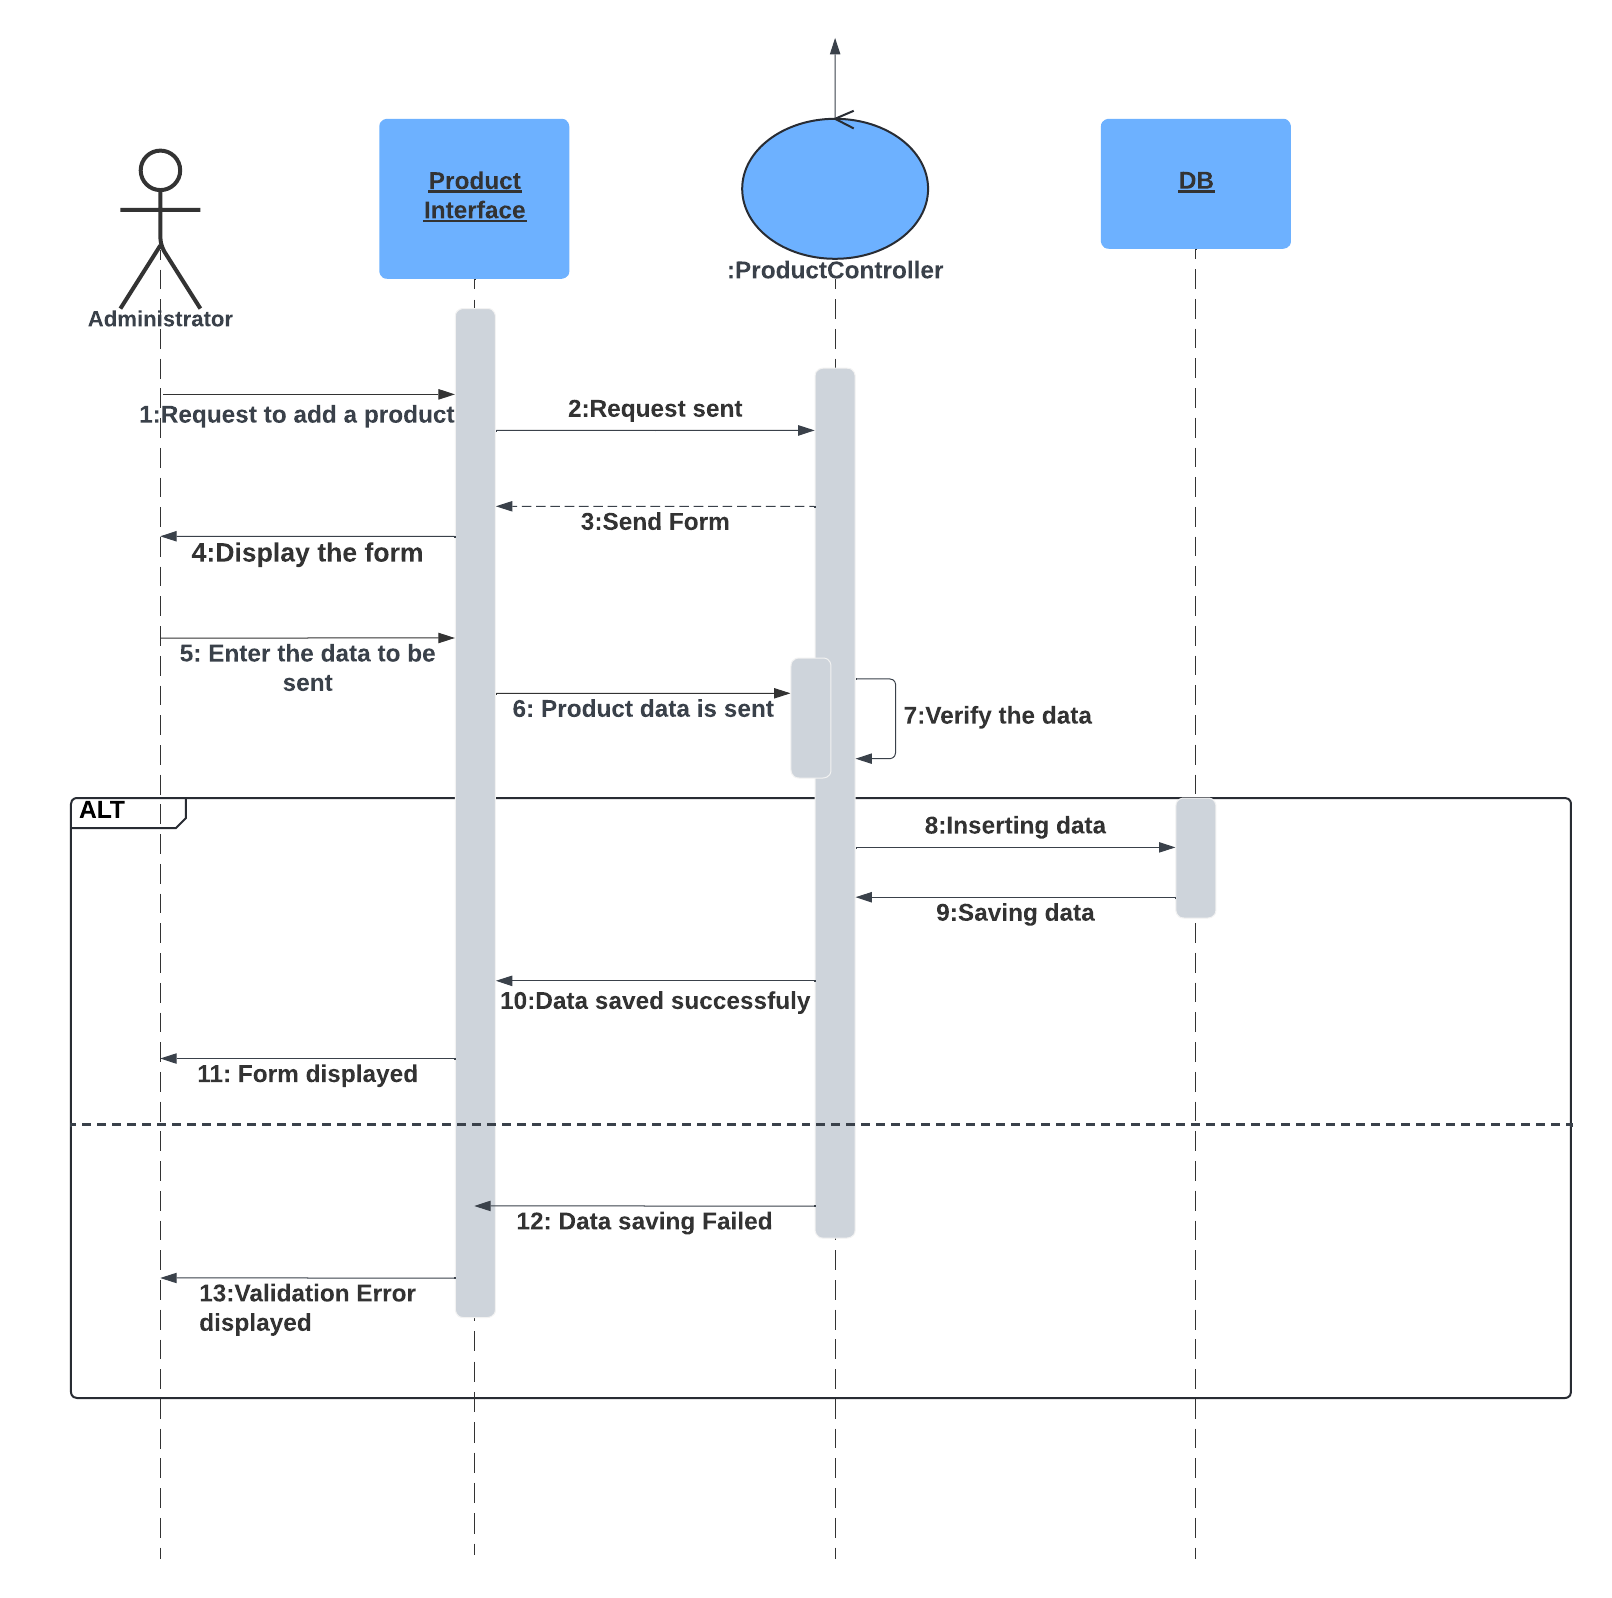 Product
Interface
DB
:ProductController
Administrator
1:Request to add a product
2:Request sent
3:Send Form
4:Display the form
5: Enter the data to be
sent
6: Product data is sent
7:Verify the data
ALT
8:Inserting data
9:Saving data
10:Data saved successfuly
11: Form displayed
12: Data saving Failed
13:Validation Error
displayed